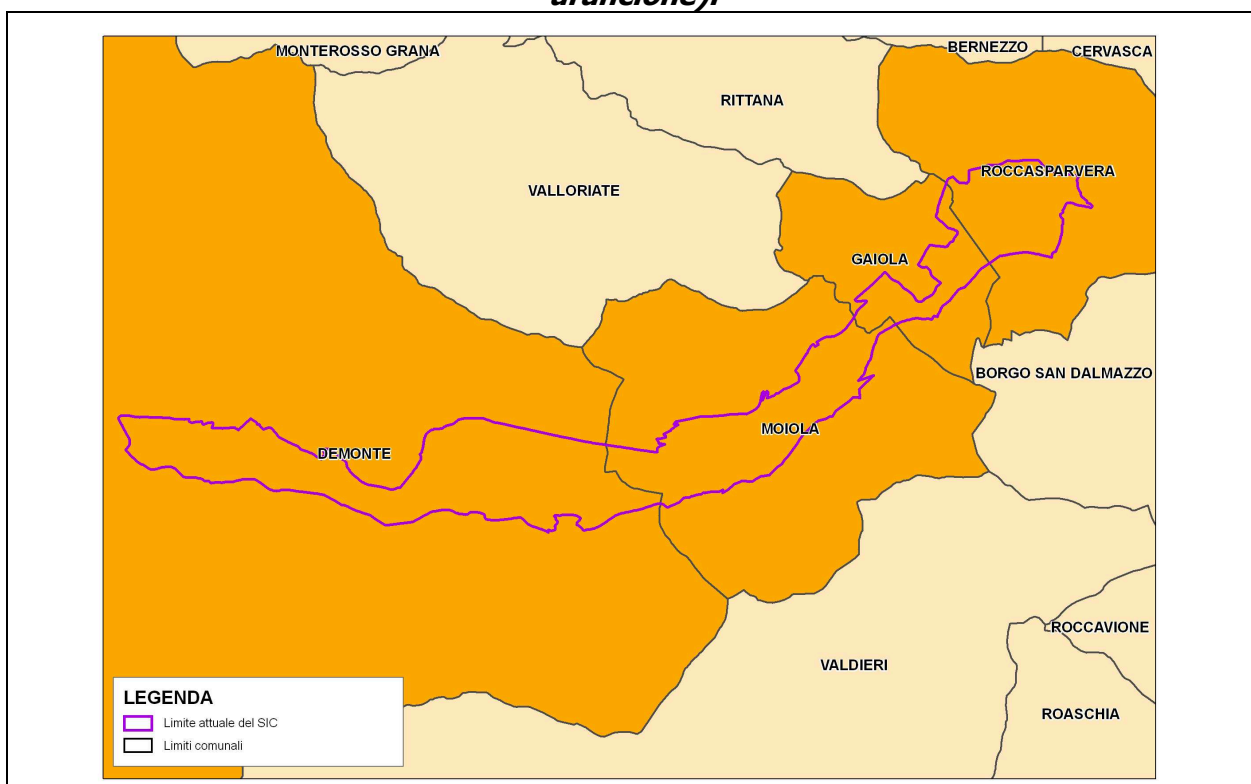 arancione).
MONTEROSSO GRANA
BERNEZZO
CERVASCA
RITTANA
ROCCASPARVERA
VALLORIATE
GAIOLA
BORGO SAN DALMAZZO
MOIOLA
DEMONTE
ROCCAVIONE
VALDIERI
ROASCHIA
LEGENDA
Limite attuale del SIC
Limiti comunali